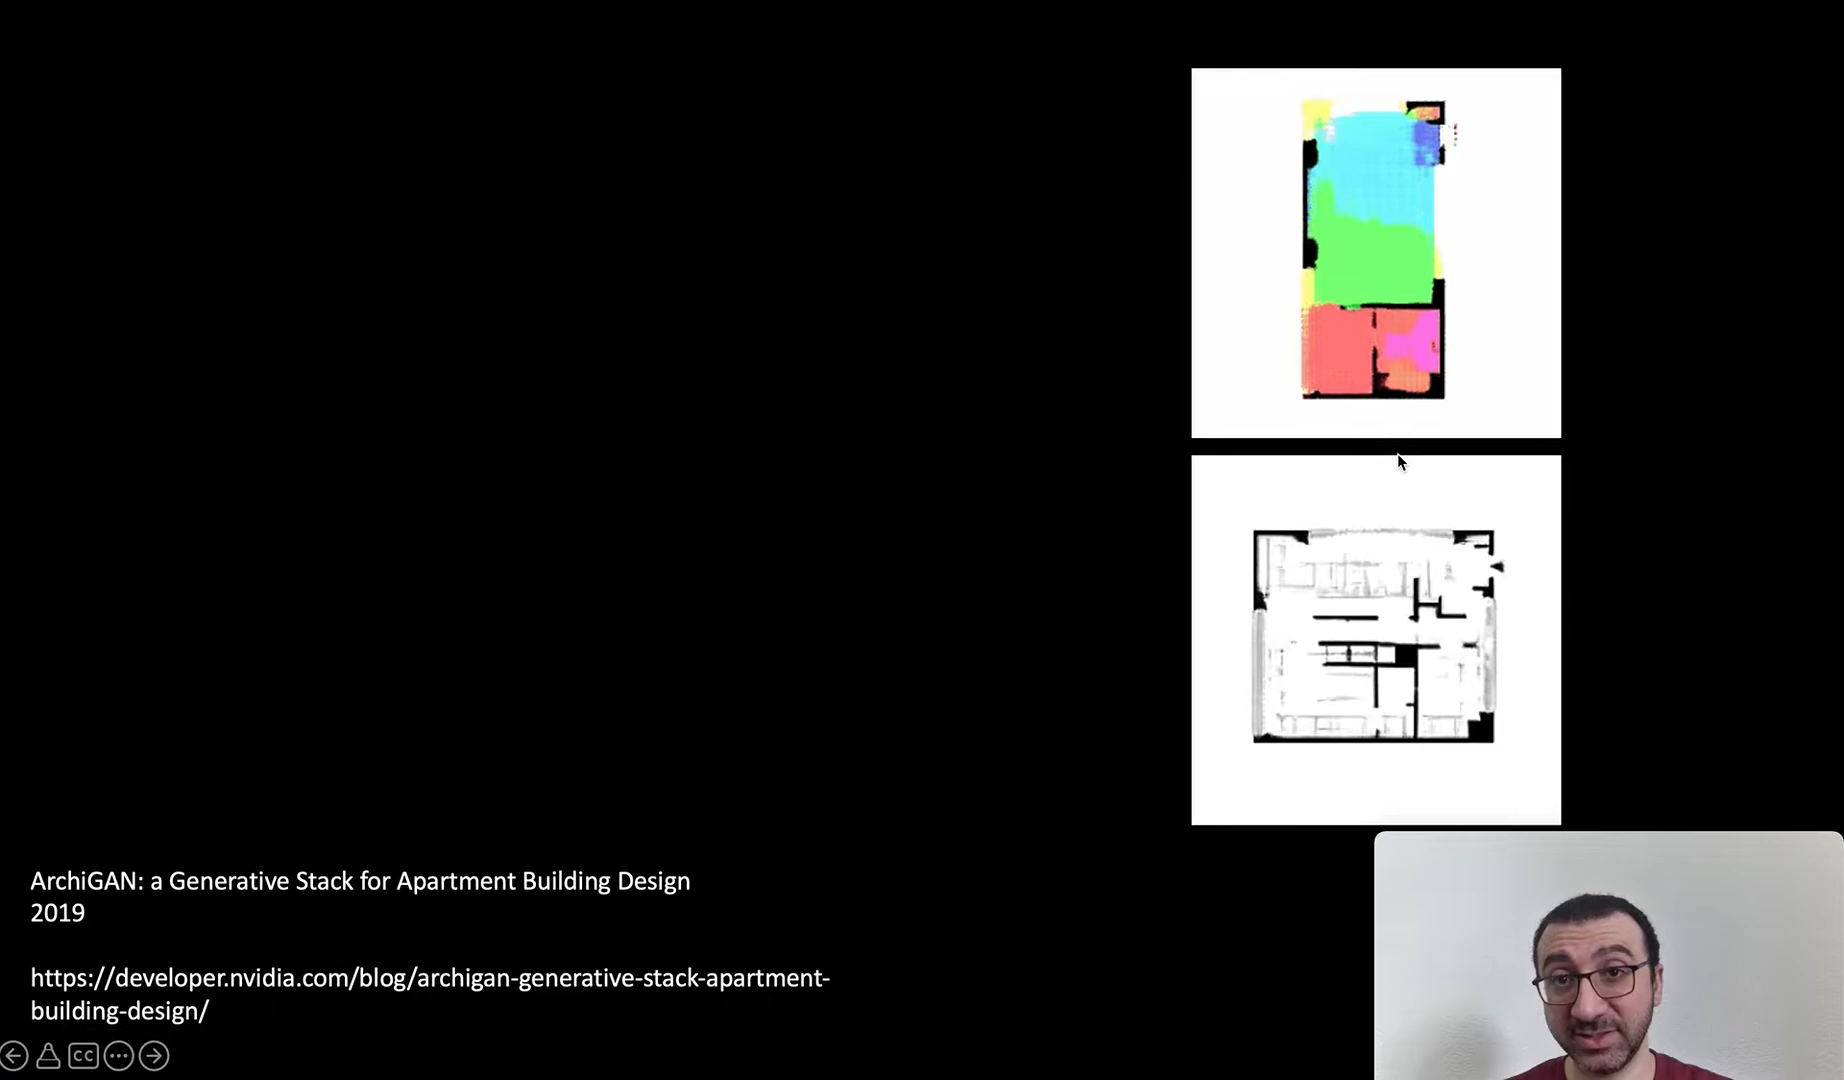 ArchiGAN: a Generative Stack for Apartment Building Design
2019
https://developer.nvidia.com/blog/archigan-generative-stack-apartment-
building-design/
CC